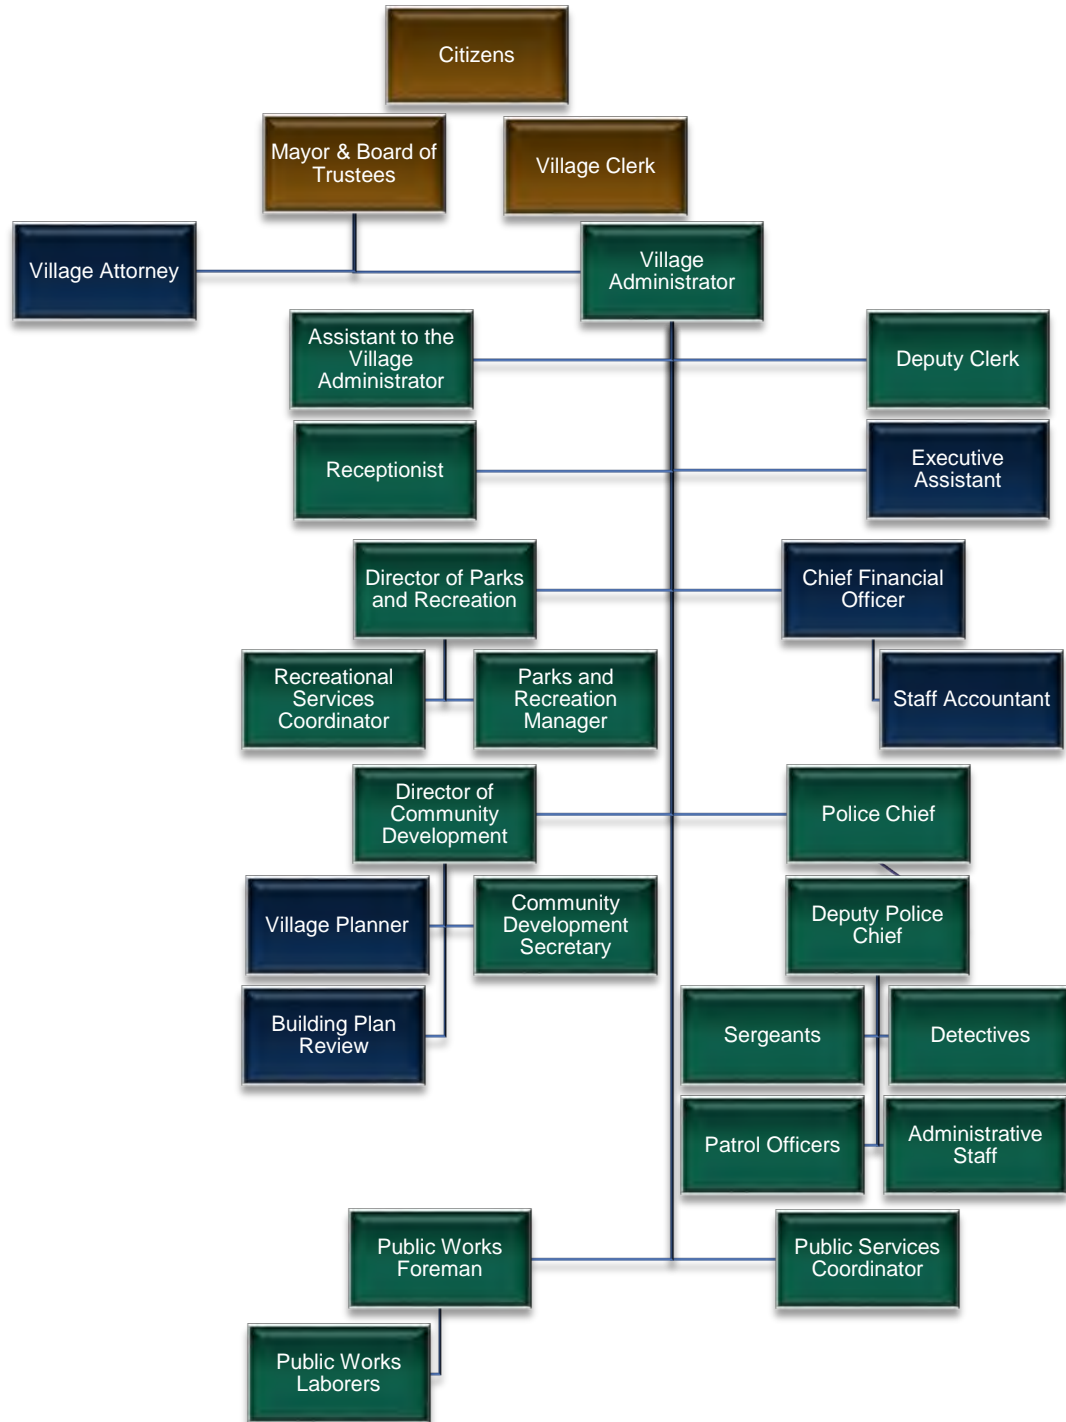 Citizens
Mayor & Board of
Trustees
Village Clerk
Village Attorney
Village
Administrator
Assistant to the
Village
Administrator
Deputy Clerk
Receptionist
Executive
Assistant
Director of Parks
and Recreation
Chief Financial
Officer
Recreational
Services
Coordinator
Parks and
Recreation
Manager
Staff Accountant
Director of
Community
Development
Police Chief
Village Planner
Community
Development
Secretary
Deputy Police
Chief
Building Plan
Review
Sergeants
Detectives
Patrol Officers
Administrative
Staff
Public Works
Foreman
Public Services
Coordinator
Public Works
Laborers